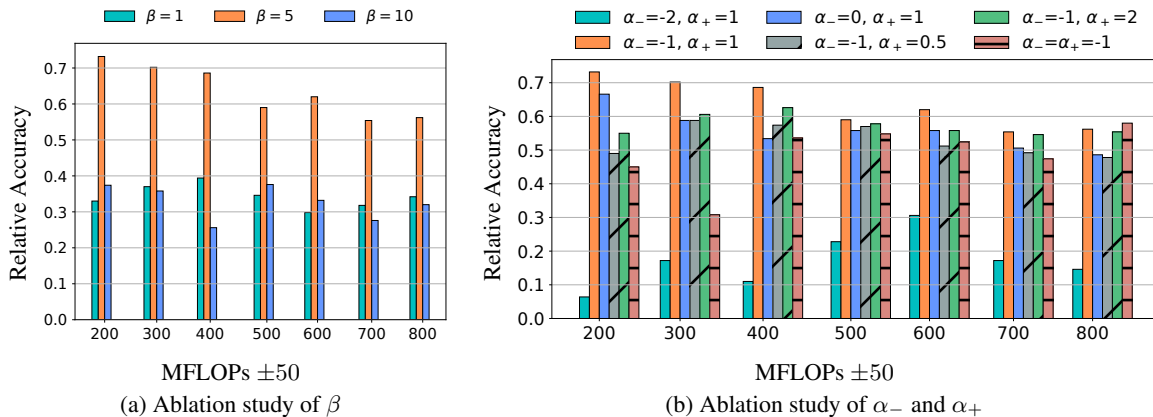 β = 1 β = 5 β = 10
Relative Accuracy
0.7
0.6
0.5
0.4
0.3
0.2
0.1
0.0
200 300 400 500 600 700 800
MFLOPs ±50
(a) Ablation study of β
α₋=-2, α₊=1 α₋=0, α₊=1 α₋=-1, α₊=2
α₋=-1, α₊=1 α₋=-1, α₊=0.5 α₋=α₊=-1
Relative Accuracy
0.7
0.6
0.5
0.4
0.3
0.2
0.1
0.0
200 300 400 500 600 700 800
MFLOPs ±50
(b) Ablation study of α₋ and α₊